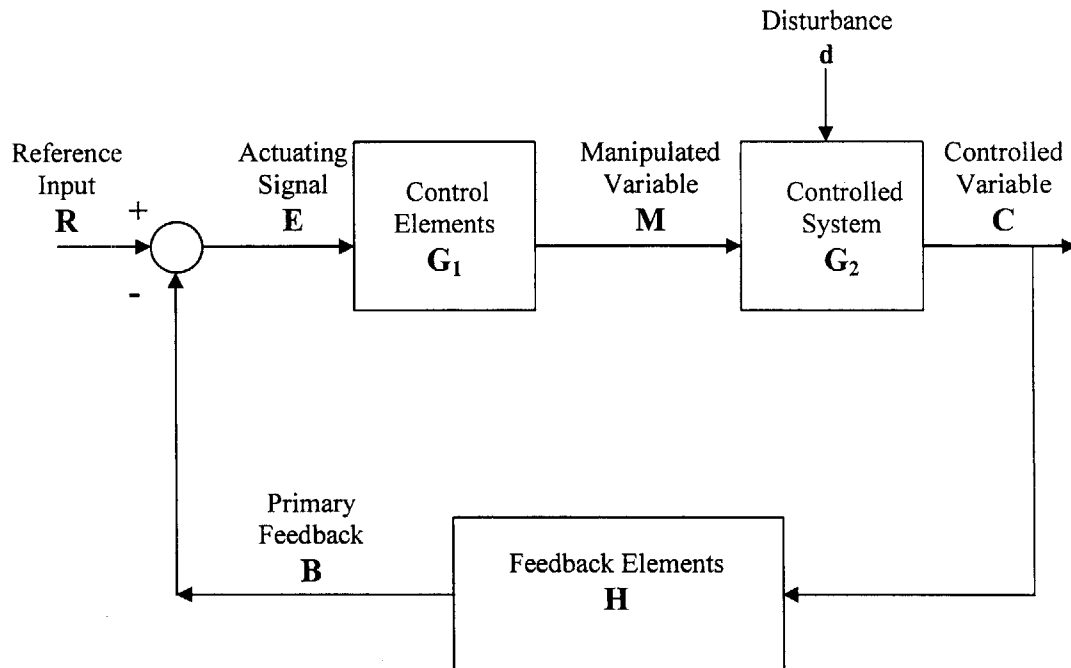 Disturbance
d
Reference
Input
R
+
-
Actuating
Signal
E
Control
Elements
G₁
Manipulated
Variable
M
Controlled
System
G₂
Controlled
Variable
C
Primary
Feedback
B
Feedback Elements
H